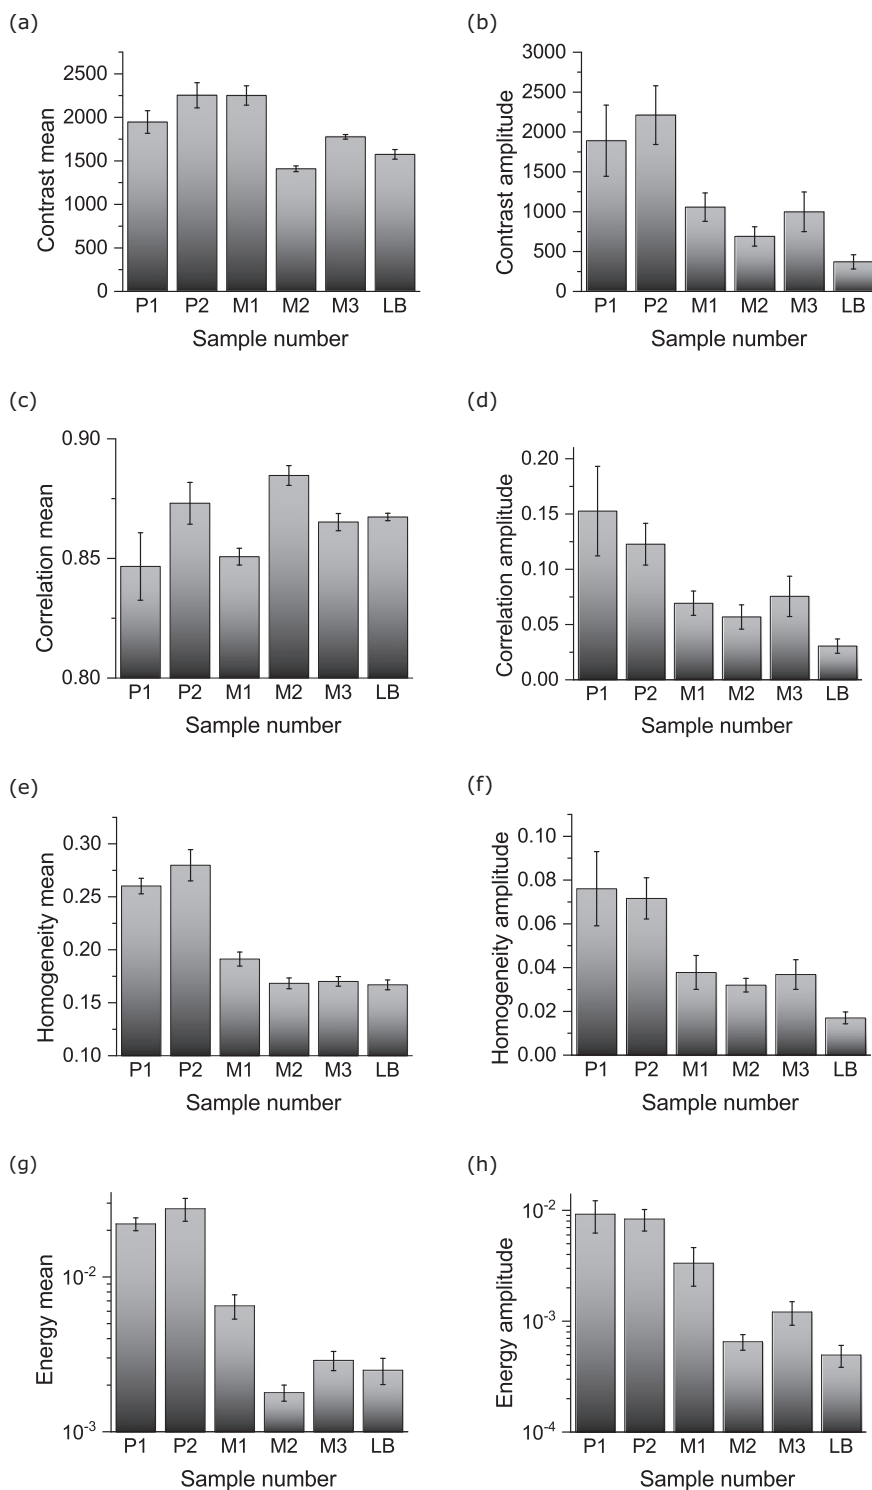 (a)
Contrast mean
2500
2000
1500
1000
500
0
P1 P2 M1 M2 M3 LB
Sample number
(b)
Contrast amplitude
3000
2500
2000
1500
1000
500
0
P1 P2 M1 M2 M3 LB
Sample number
(c)
Correlation mean
0.90
0.85
0.80
P1 P2 M1 M2 M3 LB
Sample number
(d)
Correlation amplitude
0.20
0.15
0.10
0.05
0.00
P1 P2 M1 M2 M3 LB
Sample number
(e)
Homogeneity mean
0.30
0.25
0.20
0.15
0.10
P1 P2 M1 M2 M3 LB
Sample number
(f)
Homogeneity amplitude
0.10
0.08
0.06
0.04
0.02
0.00
P1 P2 M1 M2 M3 LB
Sample number
(g)
Energy mean
10⁻²
10⁻³
P1 P2 M1 M2 M3 LB
Sample number
(h)
Energy amplitude
10⁻²
10⁻³
10⁻⁴
P1 P2 M1 M2 M3 LB
Sample number